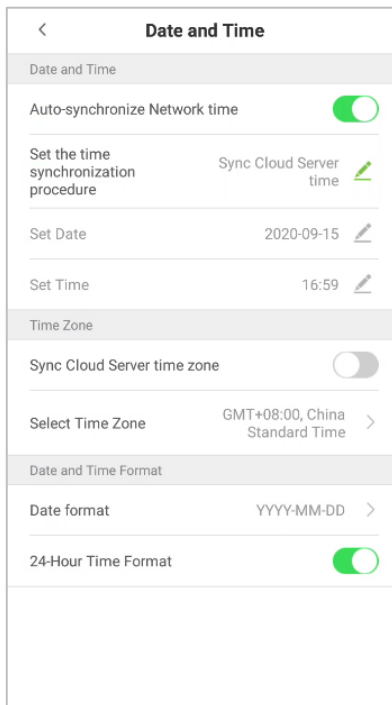 Date and Time
Date and Time
Auto-synchronize Network time
Set the time
synchronization
procedure
Sync Cloud Server
time
Set Date 2020-09-15
Set Time 16:59
Time Zone
Sync Cloud Server time zone
Select Time Zone
GMT+08:00, China
Standard Time
Date and Time Format
Date format YYYY-MM-DD
24-Hour Time Format